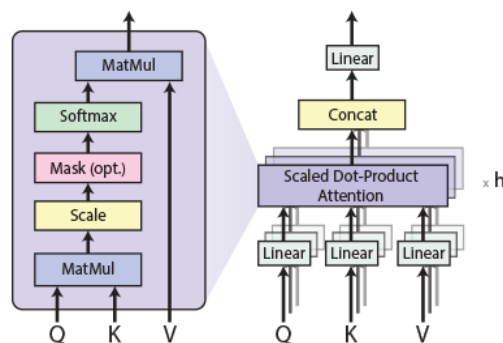 MatMul
Softmax
Mask (opt.)
Scale
MatMul
Q K V
Linear
Concat
Scaled Dot-Product
Attention
x h
Linear Linear Linear
Q K V